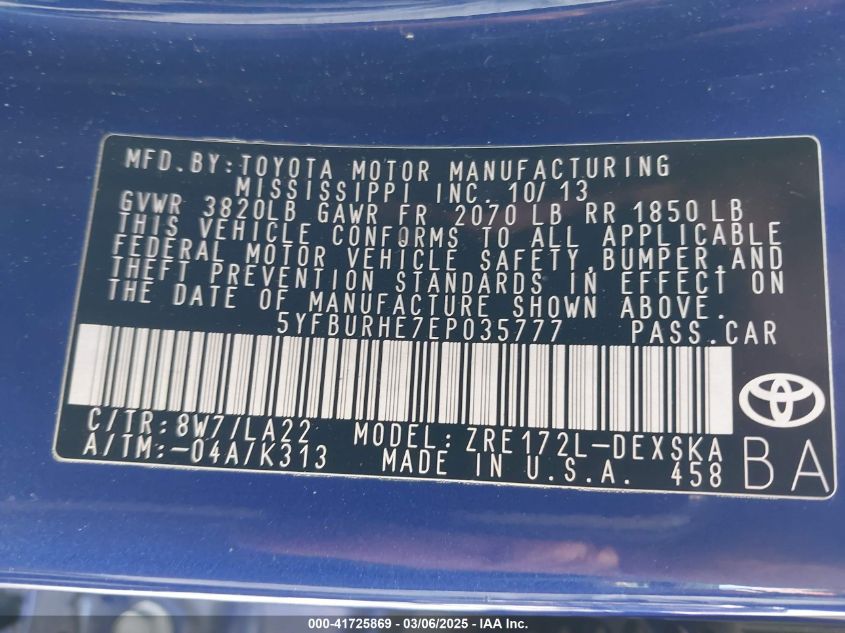 MFD.BY:TOYOTA MOTOR MANUFACTURING
MISSISSIPPI INC. 10/13
GVWR 3820LB GAWR FR 2070 LB RR 1850 LB
THIS VEHICLE CONFORMS TO ALL APPLICABLE
FEDERAL MOTOR VEHICLE SAFETY,BUMPER,AND
THEFT PREVENTION STANDARDS IN EFFECT ON
THE DATE OF MANUFACTURE SHOWN ABOVE.
5YFBURHE7EP035777 PASS.CAR
C/TR:8W7/LA22 MODEL:ZRE172L-DEXSKA
A/TM:-04A/K313 MADE IN U.S.A. 458
BA
000-41725869 - 03/06/2025 - IAA Inc.